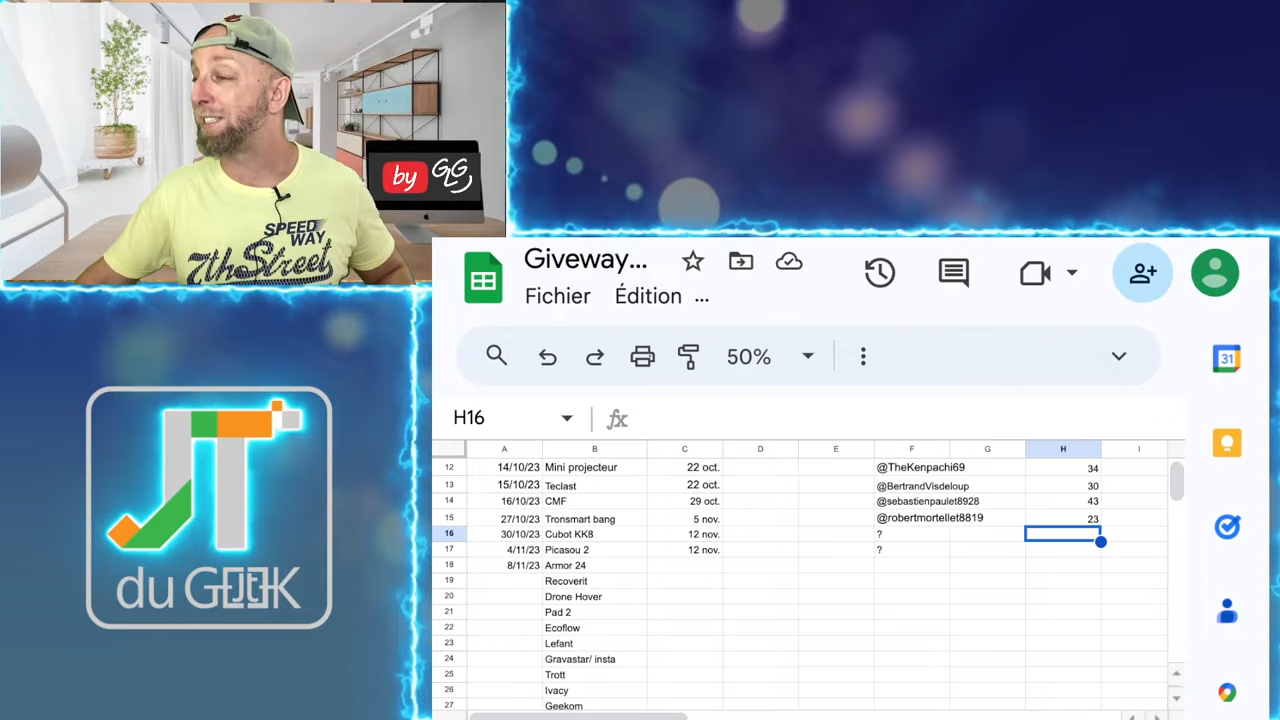 by GLG
SPEED
WAY
7thStreet
JT
du GEEK
Giveway...
Fichier Édition ...
50%
31
H16 fx
A B C D E F G H I
12 14/10/23 Mini projecteur 22 oct. @TheKenpachi69 34
13 15/10/23 Teclast 22 oct. @BertrandVisdeloup 30
14 16/10/23 CMF 29 oct. @sebastienpaulet8928 43
15 27/10/23 Tronsmart bang 5 nov. @robertmortellet8819 23
16 30/10/23 Cubot KK8 12 nov. ?
17 4/11/23 Picasou 2 12 nov. ?
18 8/11/23 Armor 24
19 Recoverit
20 Drone Hover
21 Pad 2
22 Ecoflow
23 Lefant
24 Gravastar/ insta
25 Trott
26 Ivacy
27 Geekom